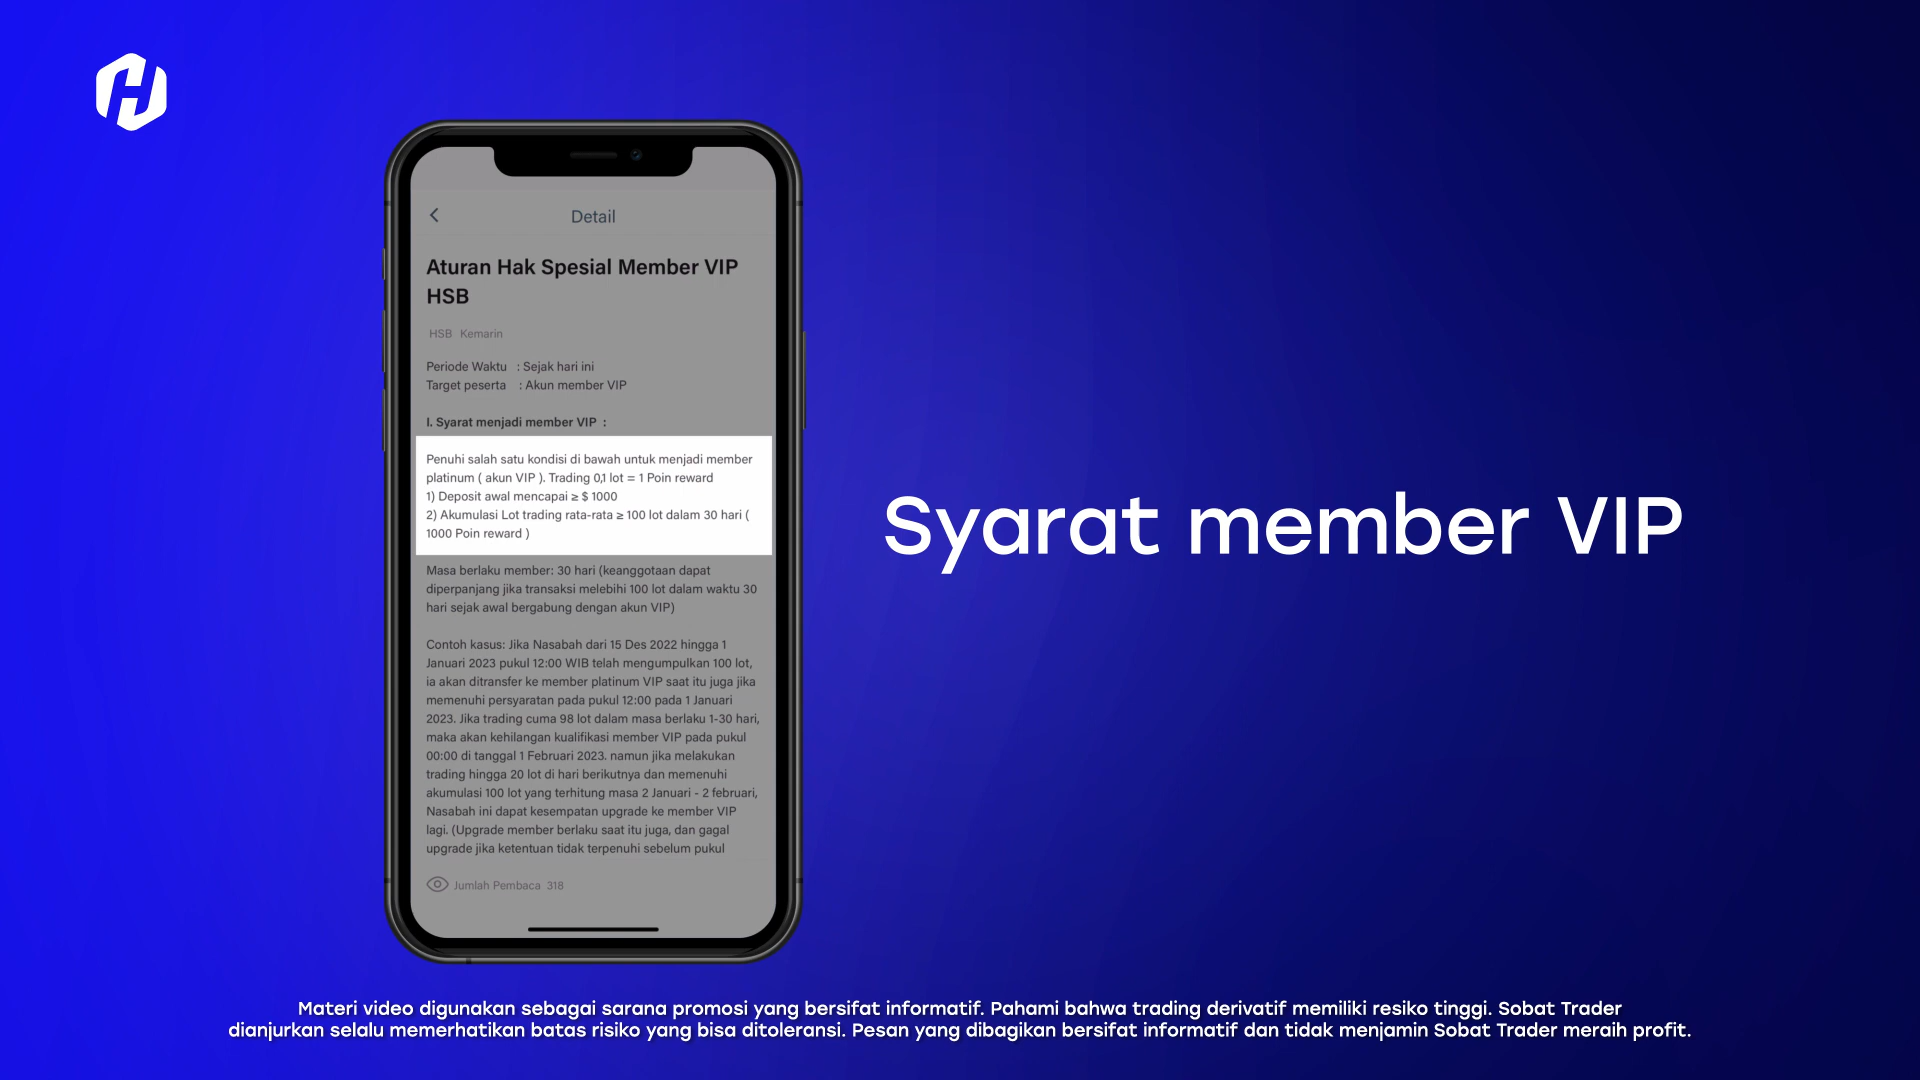 Detail
Aturan Hak Spesial Member VIP
HSB
HSB Kemarin
Periode Waktu : Sejak hari ini
Target peserta : Akun member VIP
I. Syarat menjadi member VIP :
Penuhi salah satu kondisi di bawah untuk menjadi member
platinum ( akun VIP ). Trading 0,1 lot = 1 Poin reward
1) Deposit awal mencapai ≥ $ 1000
2) Akumulasi Lot trading rata-rata ≥ 100 lot dalam 30 hari (
1000 Poin reward )
Masa berlaku member: 30 hari (keanggotaan dapat
diperpanjang jika transaksi melebihi 100 lot dalam waktu 30
hari sejak awal bergabung dengan akun VIP)
Contoh kasus: Jika Nasabah dari 15 Des 2022 hingga 1
Januari 2023 pukul 12:00 WIB telah mengumpulkan 100 lot,
ia akan ditransfer ke member platinum VIP saat itu juga jika
memenuhi persyaratan pada pukul 12:00 pada 1 Januari
2023. Jika trading cuma 98 lot dalam masa berlaku 1-30 hari,
maka akan kehilangan kualifikasi member VIP pada pukul
00:00 di tanggal 1 Februari 2023. namun jika melakukan
trading hingga 20 lot di hari berikutnya dan memenuhi
akumulasi 100 lot yang terhitung masa 2 Januari - 2 februari,
Nasabah ini dapat kesempatan upgrade ke member VIP
lagi. (Upgrade member berlaku saat itu juga, dan gagal
upgrade jika ketentuan tidak terpenuhi sebelum pukul
Jumlah Pembaca 318
Syarat member VIP
Materi video digunakan sebagai sarana promosi yang bersifat informatif. Pahami bahwa trading derivatif memiliki resiko tinggi. Sobat Trader
dianjurkan selalu memerhatikan batas risiko yang bisa ditoleransi. Pesan yang dibagikan bersifat informatif dan tidak menjamin Sobat Trader meraih profit.